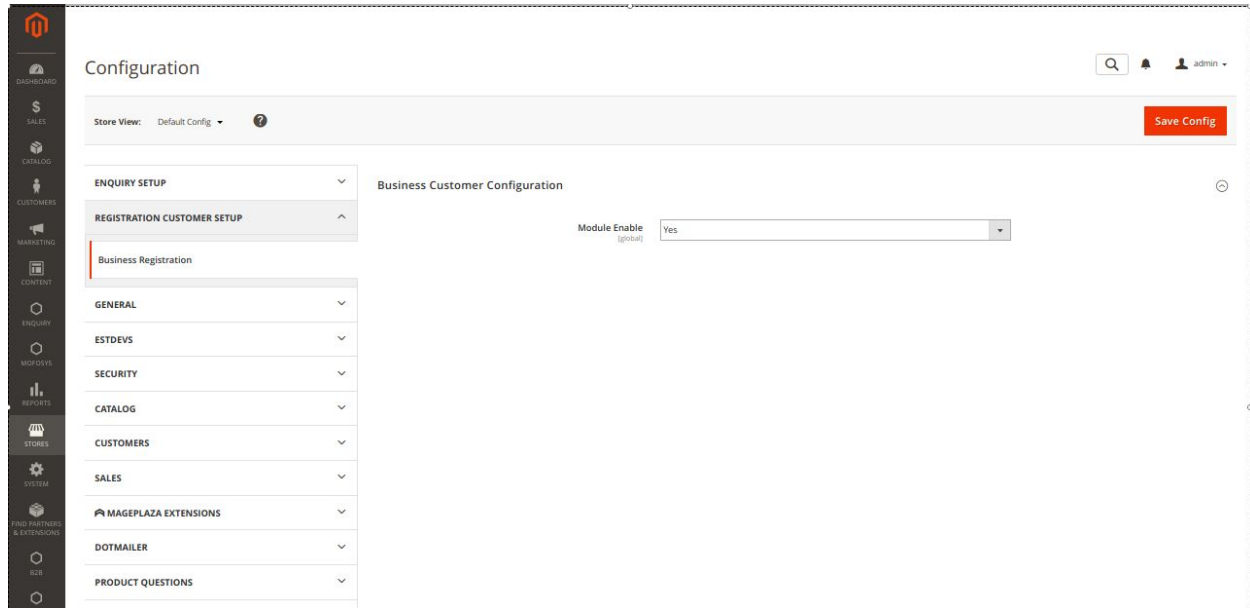 Configuration
admin
Store View: Default Config
?
Save Config
DASHBOARD
$
SALES
CATALOG
CUSTOMERS
MARKETING
CONTENT
ENQUIRY
MOFOSYS
REPORTS
STORES
SYSTEM
FIND PARTNERS
& EXTENSIONS
B2B
ENQUIRY SETUP
REGISTRATION CUSTOMER SETUP
Business Registration
GENERAL
ESTDEVS
SECURITY
CATALOG
CUSTOMERS
SALES
MAGEPLAZA EXTENSIONS
DOTMAILER
PRODUCT QUESTIONS
Business Customer Configuration
Module Enable Yes
[global]